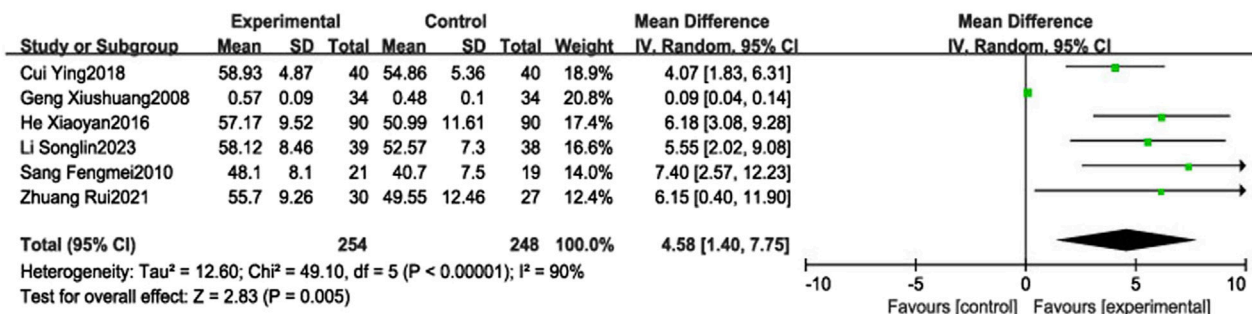 Experimental Control Mean Difference Mean Difference
Study or Subgroup Mean SD Total Mean SD Total Weight IV. Random. 95% CI IV. Random. 95% CI
Cui Ying2018 58.93 4.87 40 54.86 5.36 40 18.9% 4.07 [1.83, 6.31]
Geng Xiushuang2008 0.57 0.09 34 0.48 0.1 34 20.8% 0.09 [0.04, 0.14]
He Xiaoyan2016 57.17 9.52 90 50.99 11.61 90 17.4% 6.18 [3.08, 9.28]
Li Songlin2023 58.12 8.46 39 52.57 7.3 38 16.6% 5.55 [2.02, 9.08]
Sang Fengmei2010 48.1 8.1 21 40.7 7.5 19 14.0% 7.40 [2.57, 12.23]
Zhuang Rui2021 55.7 9.26 30 49.55 12.46 27 12.4% 6.15 [0.40, 11.90]
Total (95% CI) 254 248 100.0% 4.58 [1.40, 7.75]
Heterogeneity: Tau² = 12.60; Chi² = 49.10, df = 5 (P < 0.00001); I² = 90%
Test for overall effect: Z = 2.83 (P = 0.005)
-10 -5 0 5 10
Favours [control] Favours [experimental]